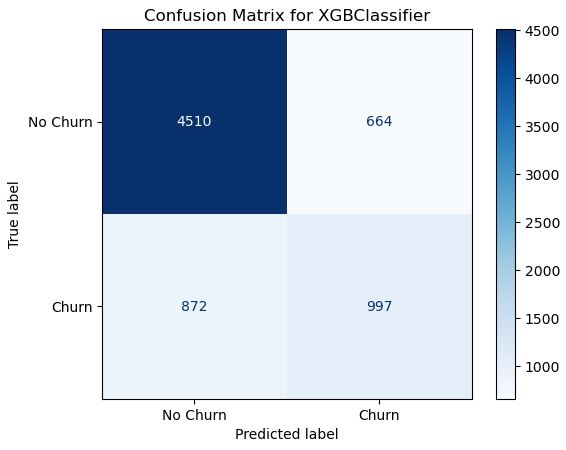 Confusion Matrix for XGBClassifier
True label
No Churn
4510
664
Churn
872
997
No Churn
Churn
Predicted label
4500
4000
3500
3000
2500
2000
1500
1000